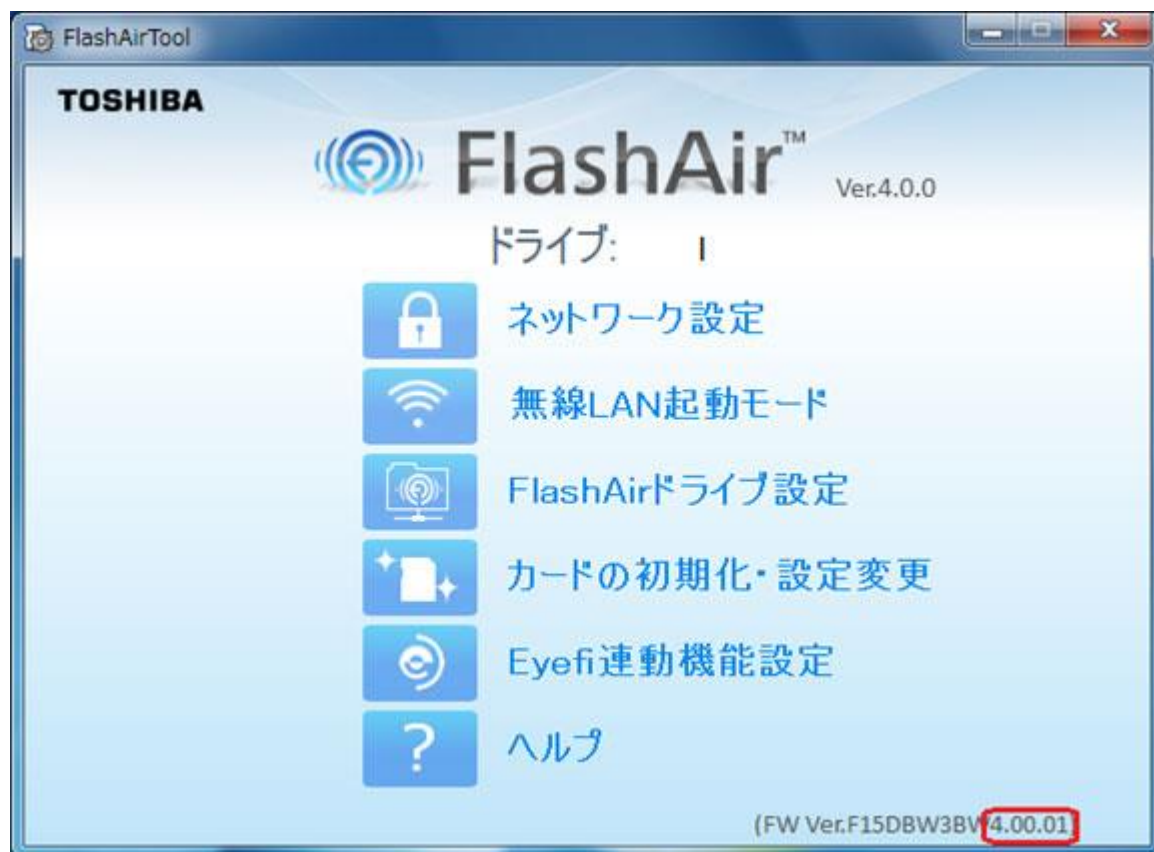 FlashAirTool
TOSHIBA
FlashAir™ Ver.4.0.0
ドライブ: I
ネットワーク設定
無線LAN起動モード
FlashAirドライブ設定
カードの初期化・設定変更
Eyefi連動機能設定
ヘルプ
(FW Ver.F15DBW3BW4.00.01)